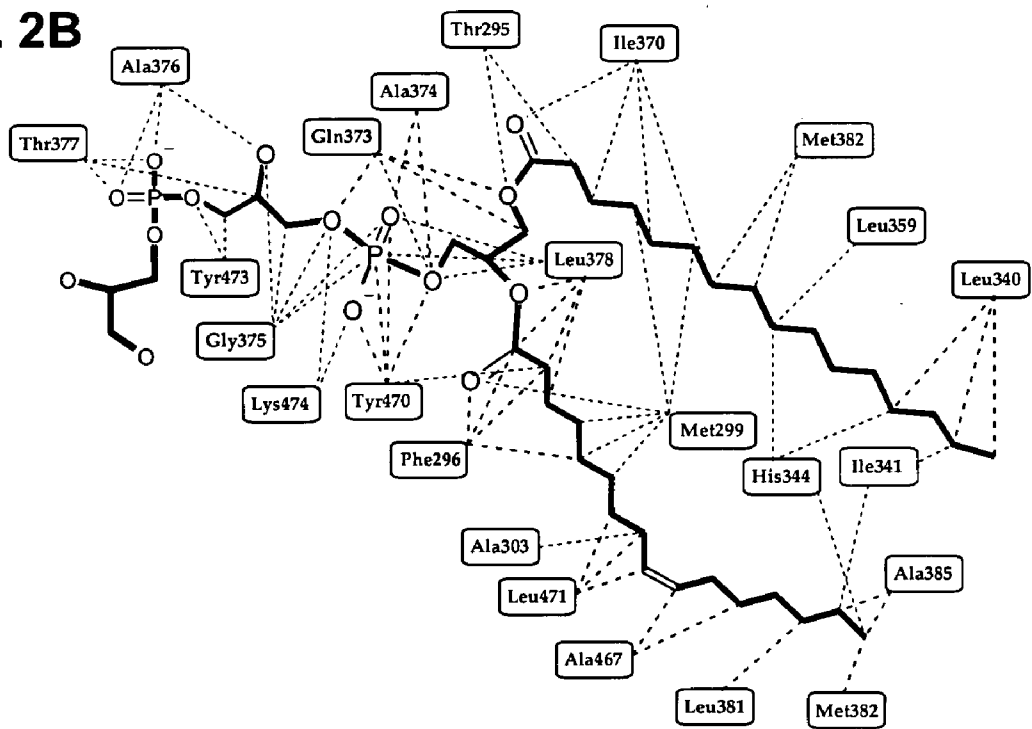 . 2B
Thr295
Ile370
Ala376
Ala374
Thr377
Gln373
Met382
O
O
O⁻
O
O=P
O
O
O
O
P
Leu359
O
Tyr473
Leu378
Leu340
O
O
O⁻
O
Gly375
O
O
Lys474
Tyr470
Met299
Phe296
His344
Ile341
Ala303
Ala385
Leu471
Ala467
Leu381
Met382